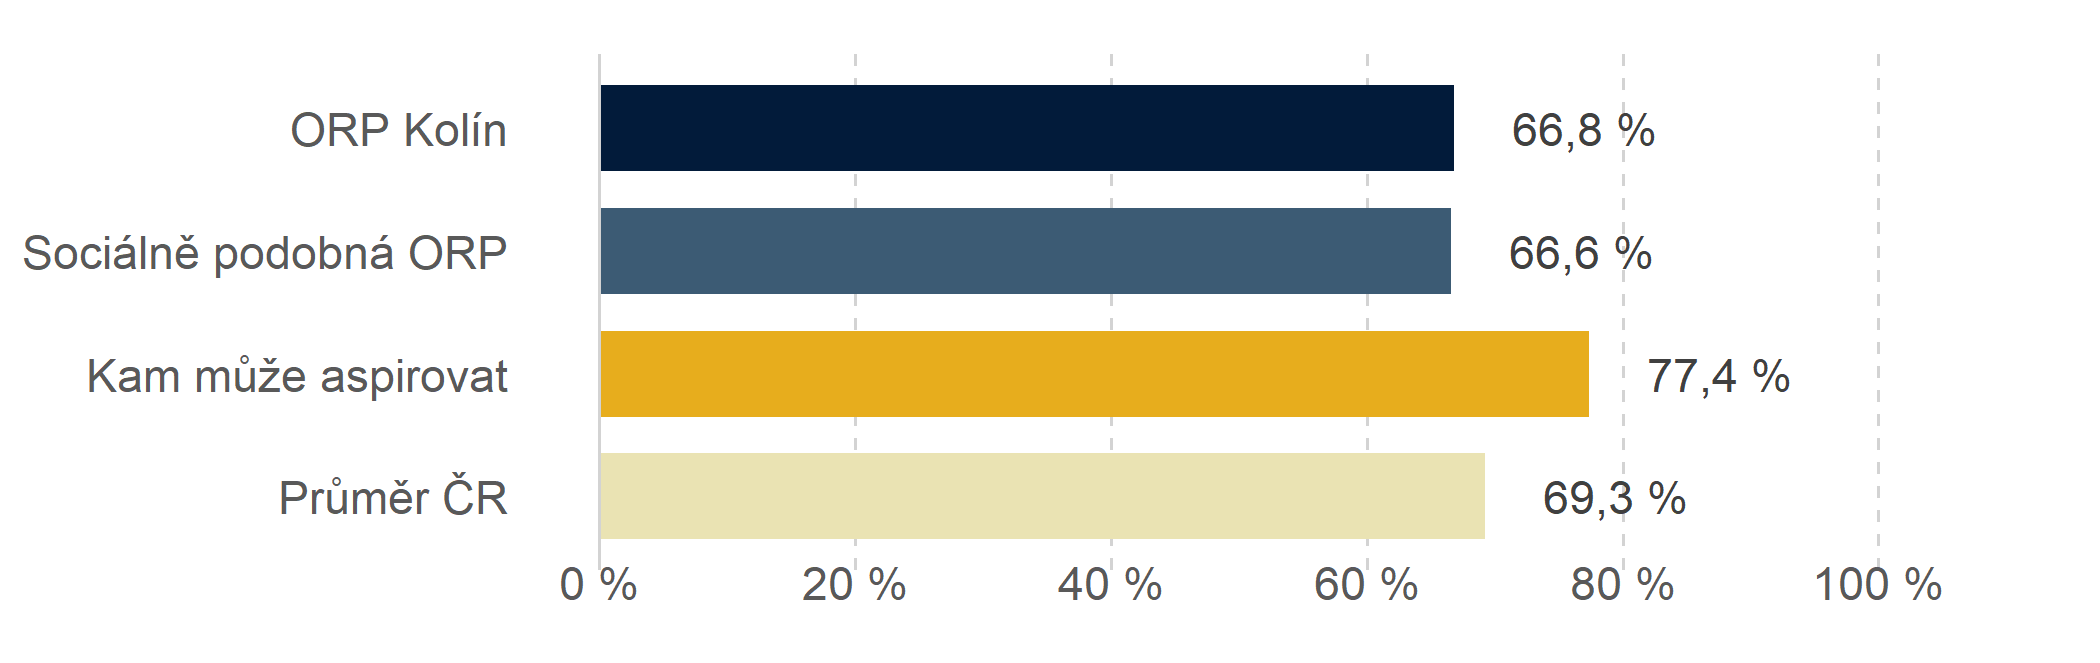 ORP Kolín 66,8 %
Sociálně podobná ORP 66,6 %
Kam může aspirovat 77,4 %
Průměr ČR 69,3 %
0 % 20 % 40 % 60 % 80 % 100 %